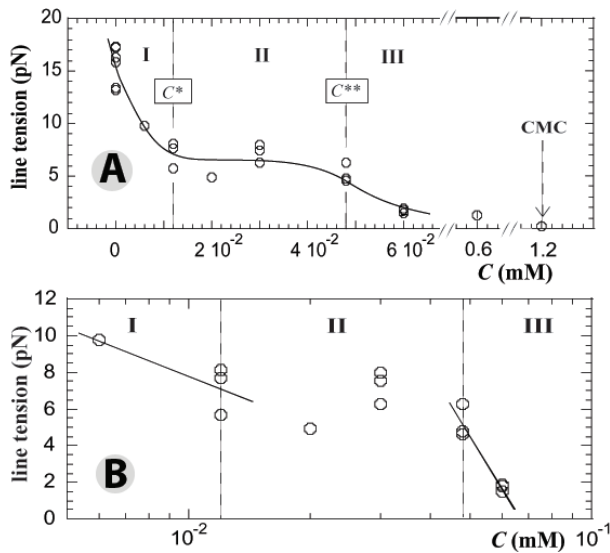 20
15
10
5
0
line tension (pN)
I
II
III
C*
C**
CMC
A
0
2 10⁻²
4 10⁻²
6 10⁻²
0.6
1.2
C (mM)
12
10
8
6
4
2
0
line tension (pN)
I
II
III
B
10⁻²
10⁻¹
C (mM)